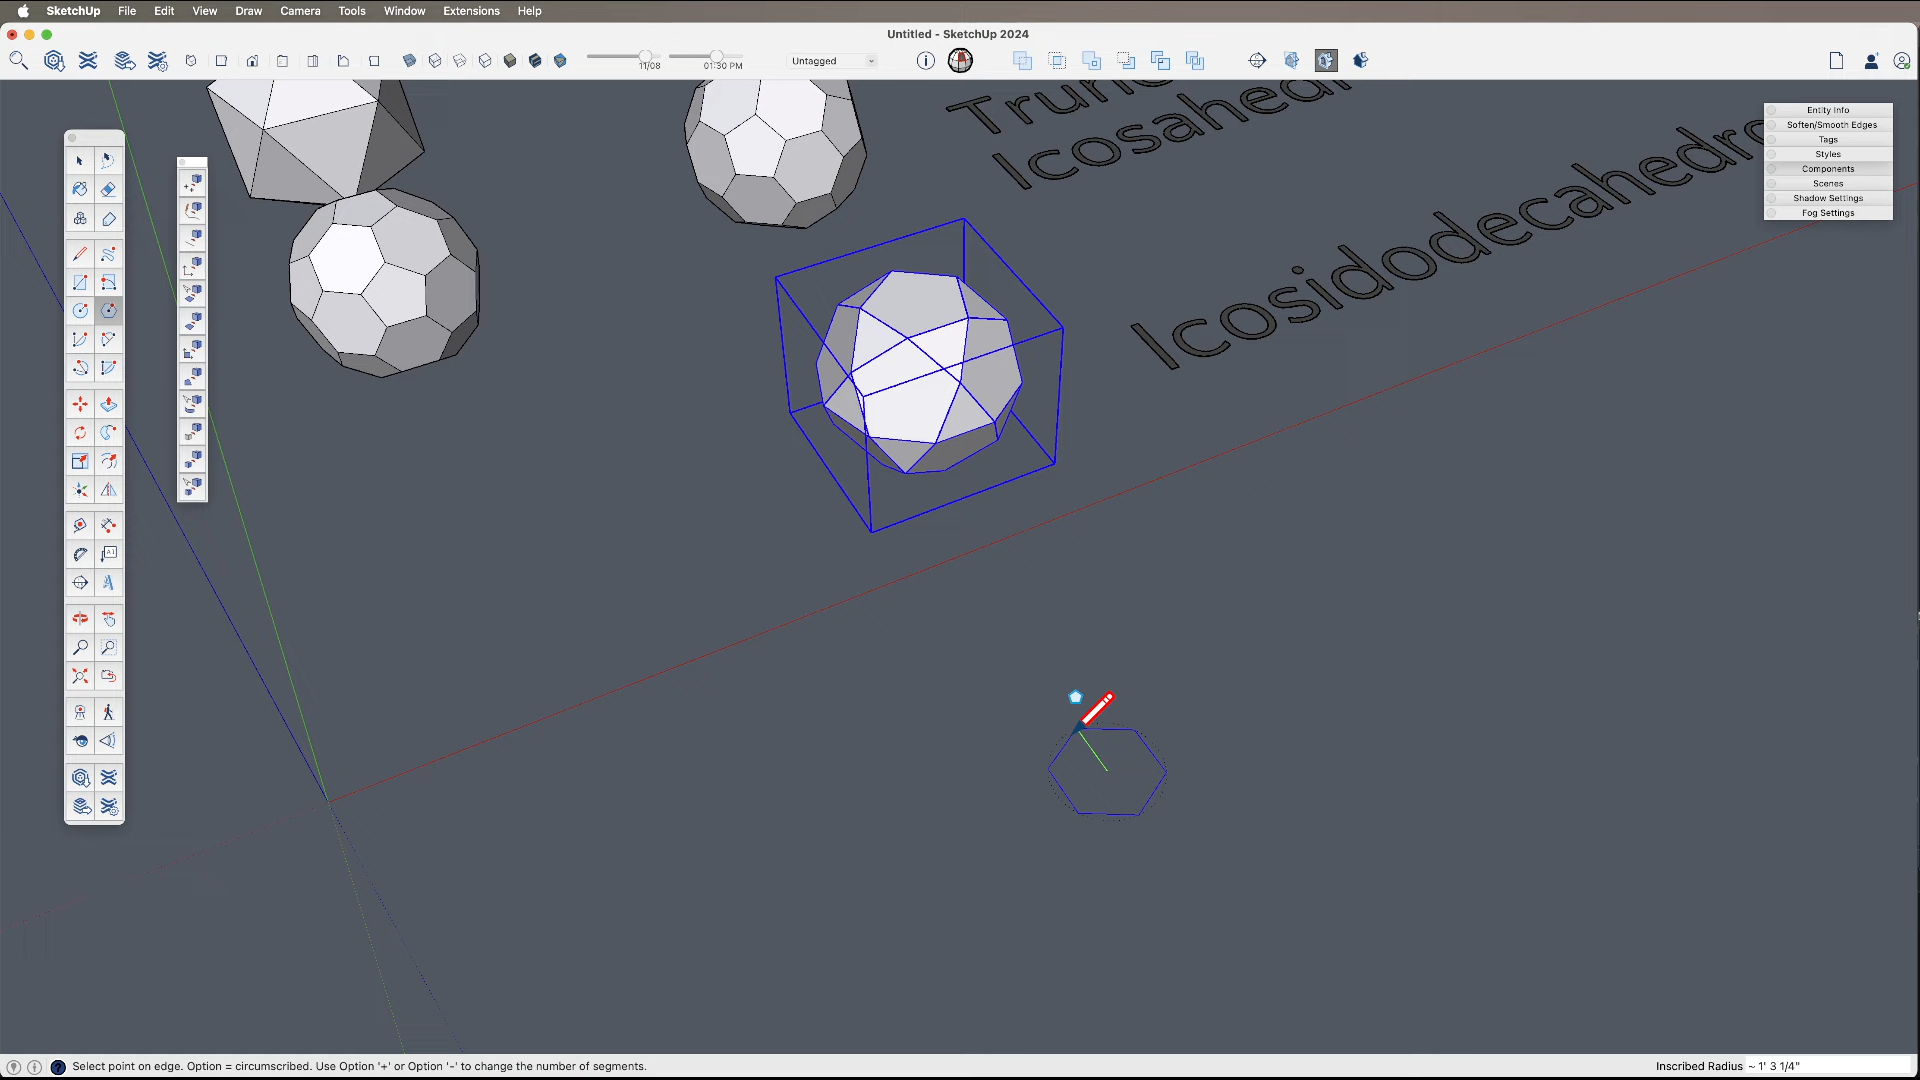 SketchUp File Edit View Draw Camera Tools Window Extensions Help
Untitled - SketchUp 2024
11/08
01:30 PM
Untagged
Entity Info
Soften/Smooth Edges
Tags
Styles
Components
Scenes
Shadow Settings
Fog Settings
Icosahedr
Icosidodecahedro
Select point on edge. Option = circumscribed. Use Option '+' or Option '-' to change the number of segments.
Inscribed Radius ~ 1' 3 1/4"